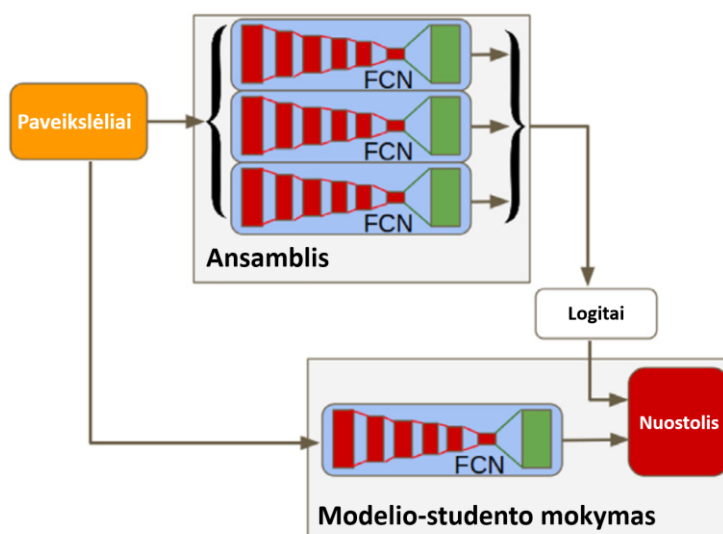 FCN
Paveikslėliai
FCN
FCN
Ansamblis
Logitai
Nuostolis
FCN
Modelio-studento mokymas